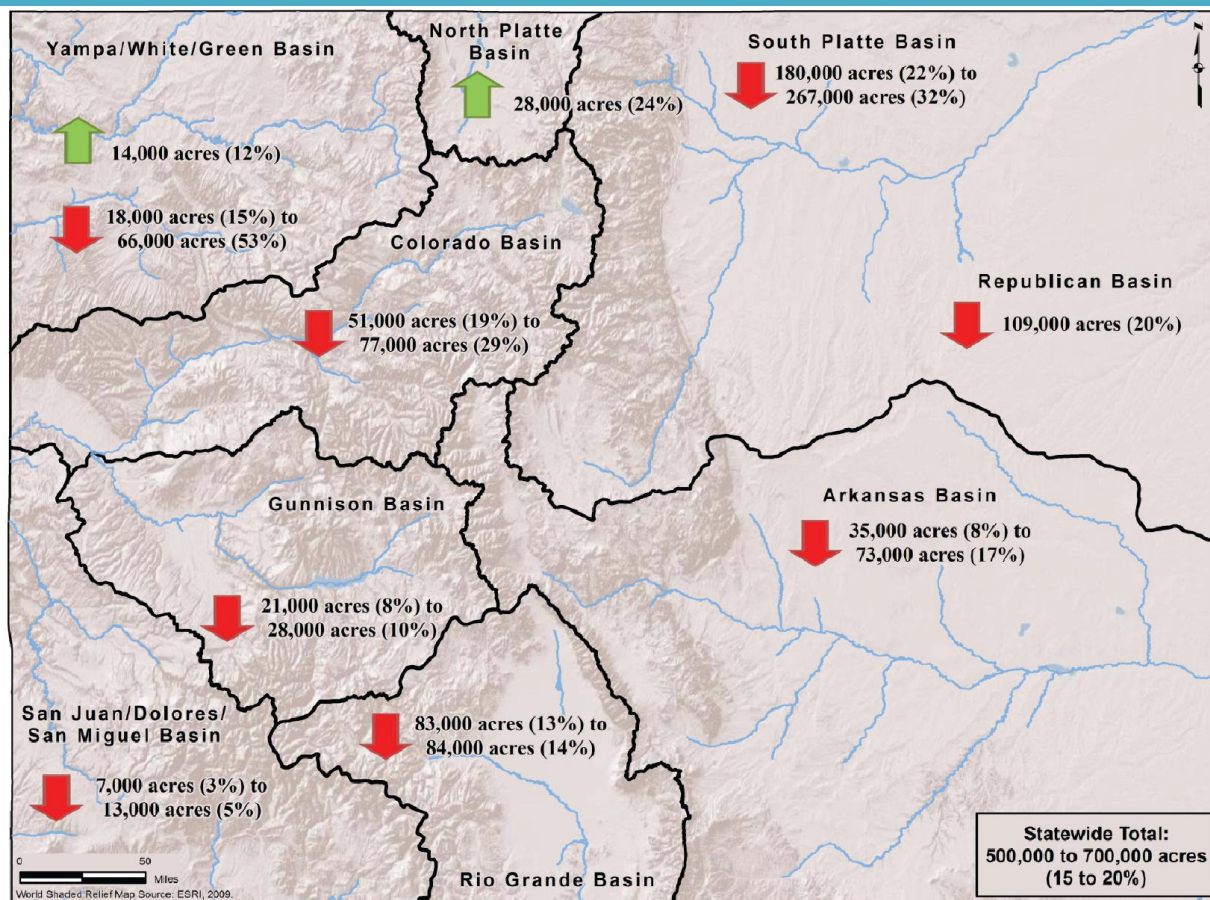 Yampa/White/Green Basin
14,000 acres (12%)
18,000 acres (15%) to
66,000 acres (53%)
North Platte
Basin
28,000 acres (24%)
South Platte Basin
180,000 acres (22%) to
267,000 acres (32%)
N
Colorado Basin
51,000 acres (19%) to
77,000 acres (29%)
Republican Basin
109,000 acres (20%)
Gunnison Basin
21,000 acres (8%) to
28,000 acres (10%)
Arkansas Basin
35,000 acres (8%) to
73,000 acres (17%)
San Juan/Dolores/
San Miguel Basin
7,000 acres (3%) to
13,000 acres (5%)
83,000 acres (13%) to
84,000 acres (14%)
Rio Grande Basin
Statewide Total:
500,000 to 700,000 acres
(15 to 20%)
0 50
Miles
World Shaded Relief Map Source: ESRI, 2009.